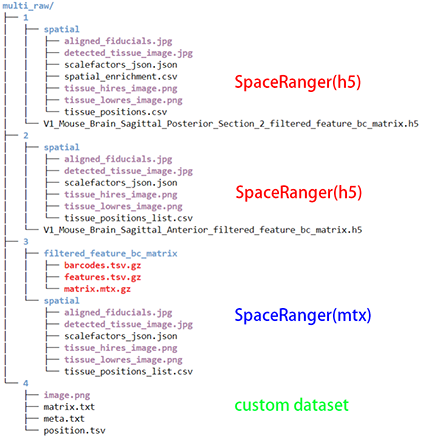 multi_raw/
├── 1
│   ├── spatial
│   │   ├── aligned_fiducials.jpg
│   │   ├── detected_tissue_image.jpg
│   │   ├── scalefactors_json.json
│   │   ├── spatial_enrichment.csv
│   │   ├── tissue_hires_image.png
│   │   ├── tissue_lowres_image.png
│   │   └── tissue_positions.csv
│   └── V1_Mouse_Brain_Sagittal_Posterior_Section_2_filtered_feature_bc_matrix.h5
SpaceRanger(h5)
├── 2
│   ├── spatial
│   │   ├── aligned_fiducials.jpg
│   │   ├── detected_tissue_image.jpg
│   │   ├── scalefactors_json.json
│   │   ├── tissue_hires_image.png
│   │   ├── tissue_lowres_image.png
│   │   └── tissue_positions_list.csv
│   └── V1_Mouse_Brain_Sagittal_Anterior_filtered_feature_bc_matrix.h5
SpaceRanger(h5)
├── 3
│   ├── filtered_feature_bc_matrix
│   │   ├── barcodes.tsv.gz
│   │   ├── features.tsv.gz
│   │   └── matrix.mtx.gz
│   └── spatial
│       ├── aligned_fiducials.jpg
│       ├── detected_tissue_image.jpg
│       ├── scalefactors_json.json
│       ├── tissue_hires_image.png
│       ├── tissue_lowres_image.png
│       └── tissue_positions_list.csv
SpaceRanger(mtx)
└── 4
    ├── image.png
    ├── matrix.txt
    ├── meta.txt
    └── position.tsv
custom dataset